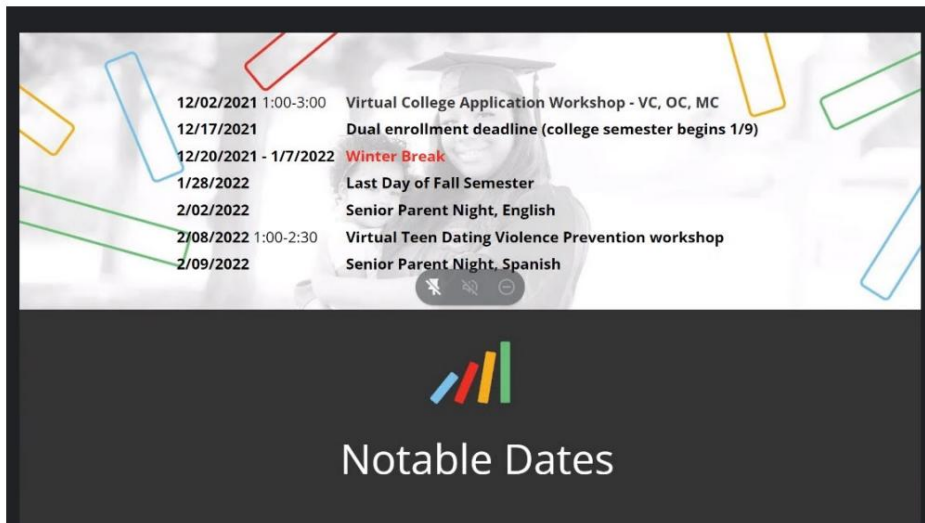 12/02/2021 1:00-3:00 Virtual College Application Workshop - VC, OC, MC
12/17/2021 Dual enrollment deadline (college semester begins 1/9)
12/20/2021 - 1/7/2022 Winter Break
1/28/2022 Last Day of Fall Semester
2/02/2022 Senior Parent Night, English
2/08/2022 1:00-2:30 Virtual Teen Dating Violence Prevention workshop
2/09/2022 Senior Parent Night, Spanish
Notable Dates